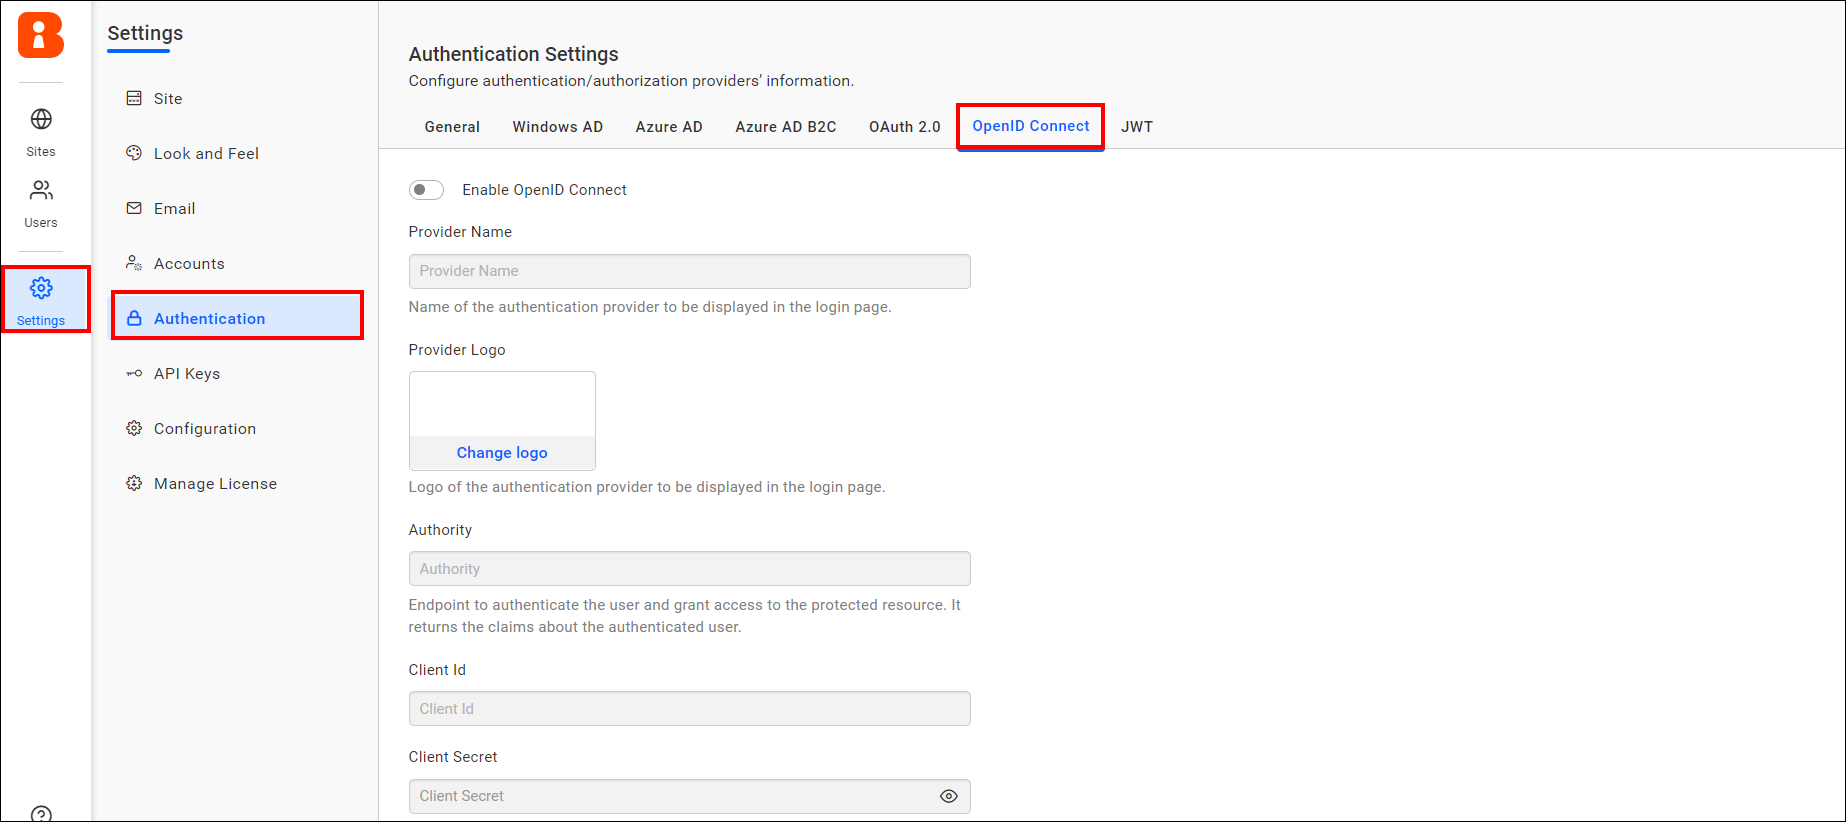 Sites
Users
Settings
Settings
Site
Look and Feel
Email
Accounts
Authentication
API Keys
Configuration
Manage License
Authentication Settings
Configure authentication/authorization providers’ information.
General Windows AD Azure AD Azure AD B2C OAuth 2.0 OpenID Connect JWT
Enable OpenID Connect
Provider Name
Provider Name
Name of the authentication provider to be displayed in the login page.
Provider Logo
Change logo
Logo of the authentication provider to be displayed in the login page.
Authority
Authority
Endpoint to authenticate the user and grant access to the protected resource. It
returns the claims about the authenticated user.
Client Id
Client Id
Client Secret
Client Secret